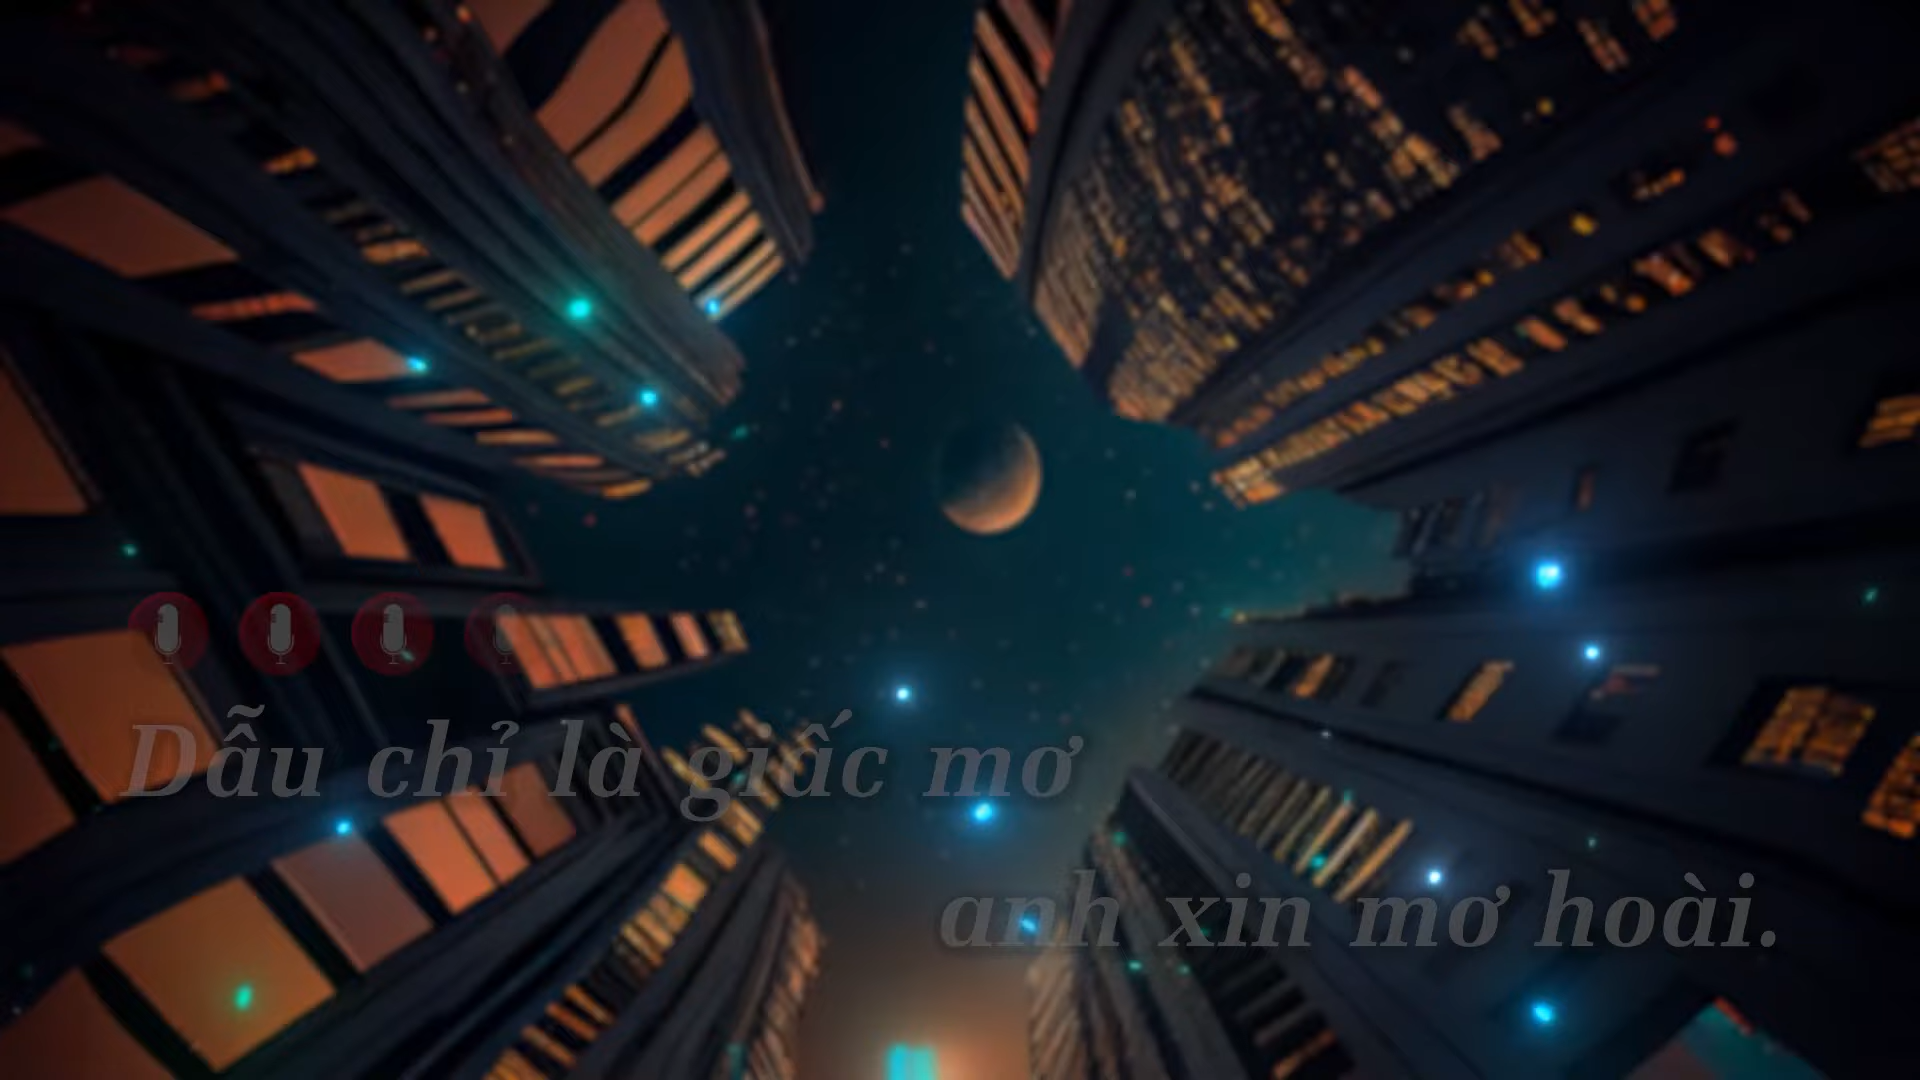 Dẫu chỉ là giấc mơ
anh xin mơ hoài.